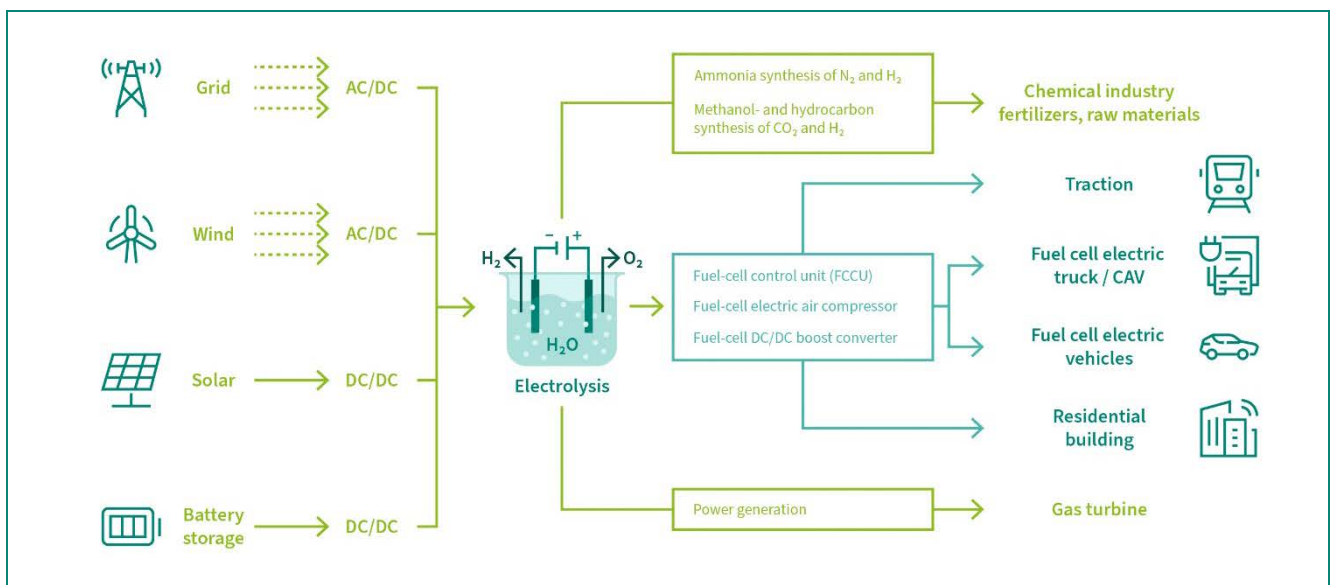 Grid
AC/DC
Wind
AC/DC
Solar
DC/DC
Battery
storage
DC/DC
− +
H₂
O₂
H₂O
Electrolysis
Ammonia synthesis of N₂ and H₂
Methanol- and hydrocarbon
synthesis of CO₂ and H₂
Fuel-cell control unit (FCCU)
Fuel-cell electric air compressor
Fuel-cell DC/DC boost converter
Power generation
Chemical industry
fertilizers, raw materials
Traction
Fuel cell electric
truck / CAV
Fuel cell electric
vehicles
Residential
building
Gas turbine